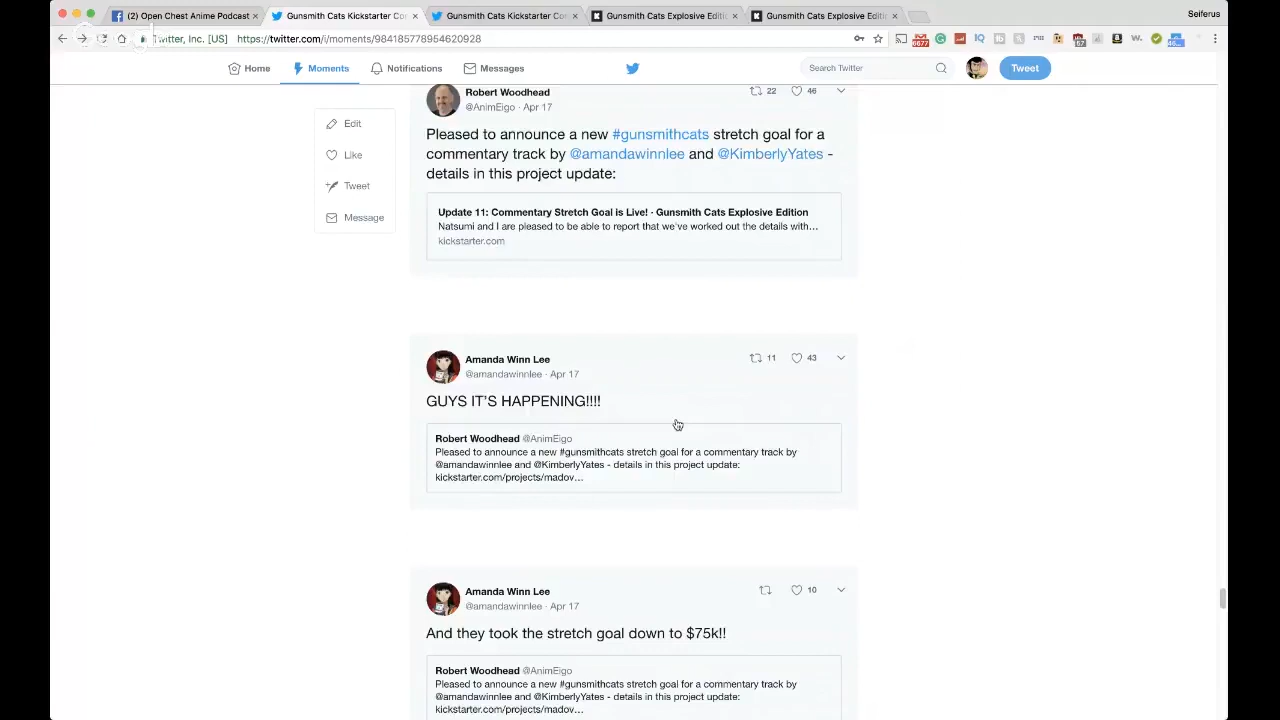 (2) Open Chest Anime Podcast
Gunsmith Cats Kickstarter Co
Gunsmith Cats Kickstarter Co
Gunsmith Cats Explosive Editi
Gunsmith Cats Explosive Editi
Seiferus
Twitter, Inc. [US] https://twitter.com/i/moments/984185778954620928
Home
Moments
Notifications
Messages
Search Twitter
Tweet
Edit
Like
Tweet
Message
Robert Woodhead
22
46
@AnimEigo · Apr 17
Pleased to announce a new #gunsmithcats stretch goal for a
commentary track by @amandawinnlee and @KimberlyYates -
details in this project update:
Update 11: Commentary Stretch Goal is Live! · Gunsmith Cats Explosive Edition
Natsumi and I are pleased to be able to report that we've worked out the details with...
kickstarter.com
Amanda Winn Lee
11
43
@amandawinnlee · Apr 17
GUYS IT'S HAPPENING!!!!
Robert Woodhead @AnimEigo
Pleased to announce a new #gunsmithcats stretch goal for a commentary track by
@amandawinnlee and @KimberlyYates - details in this project update:
kickstarter.com/projects/madov...
Amanda Winn Lee
10
@amandawinnlee · Apr 17
And they took the stretch goal down to $75k!!
Robert Woodhead @AnimEigo
Pleased to announce a new #gunsmithcats stretch goal for a commentary track by
@amandawinnlee and @KimberlyYates - details in this project update:
kickstarter.com/projects/madov...